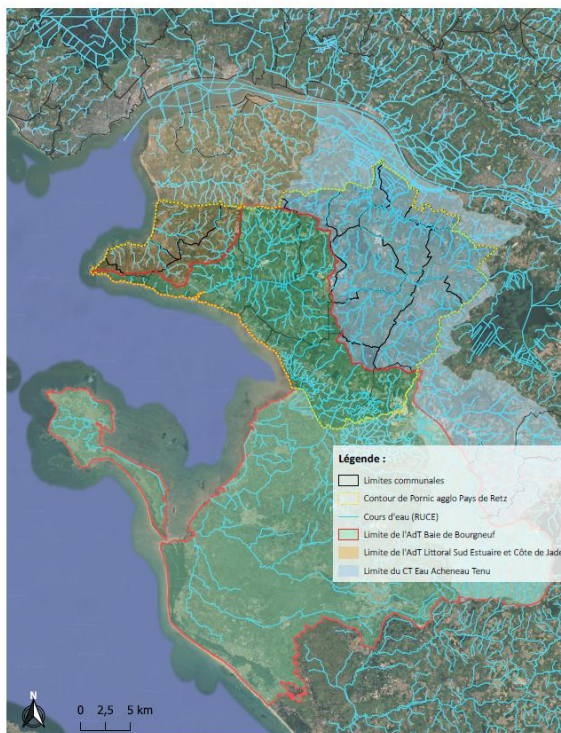 Légende :
Limites communales
Contour de Pornic agglo Pays de Retz
Cours d'eau (RUCE)
Limite de l'AdT Baie de Bourgneuf
Limite de l'AdT Littoral Sud Estuaire et Côte de Jade
Limite du CT Eau Acheneau Tenu
N
0 2,5 5 km